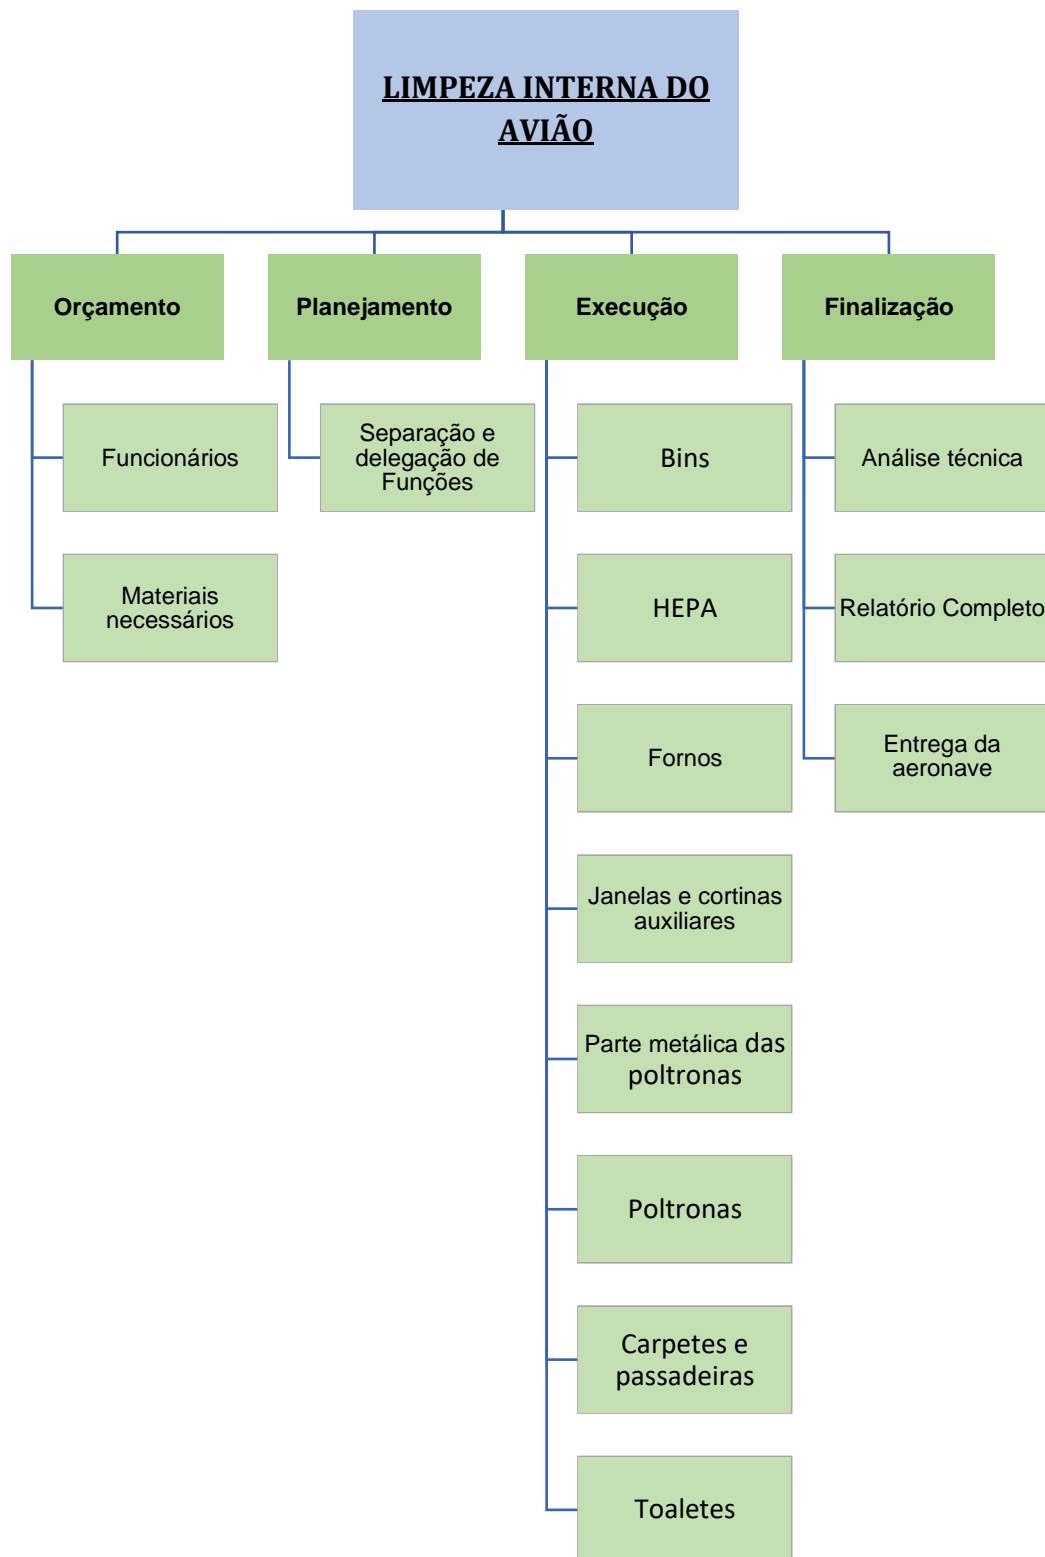 LIMPEZA INTERNA DO
AVIÃO
Orçamento
Planejamento
Execução
Finalização
Funcionários
Materiais
necessários
Separação e
delegação de
Funções
Bins
HEPA
Fornos
Janelas e cortinas
auxiliares
Parte metálica das
poltronas
Poltronas
Carpetes e
passadeiras
Toaletes
Análise técnica
Relatório Completo
Entrega da
aeronave